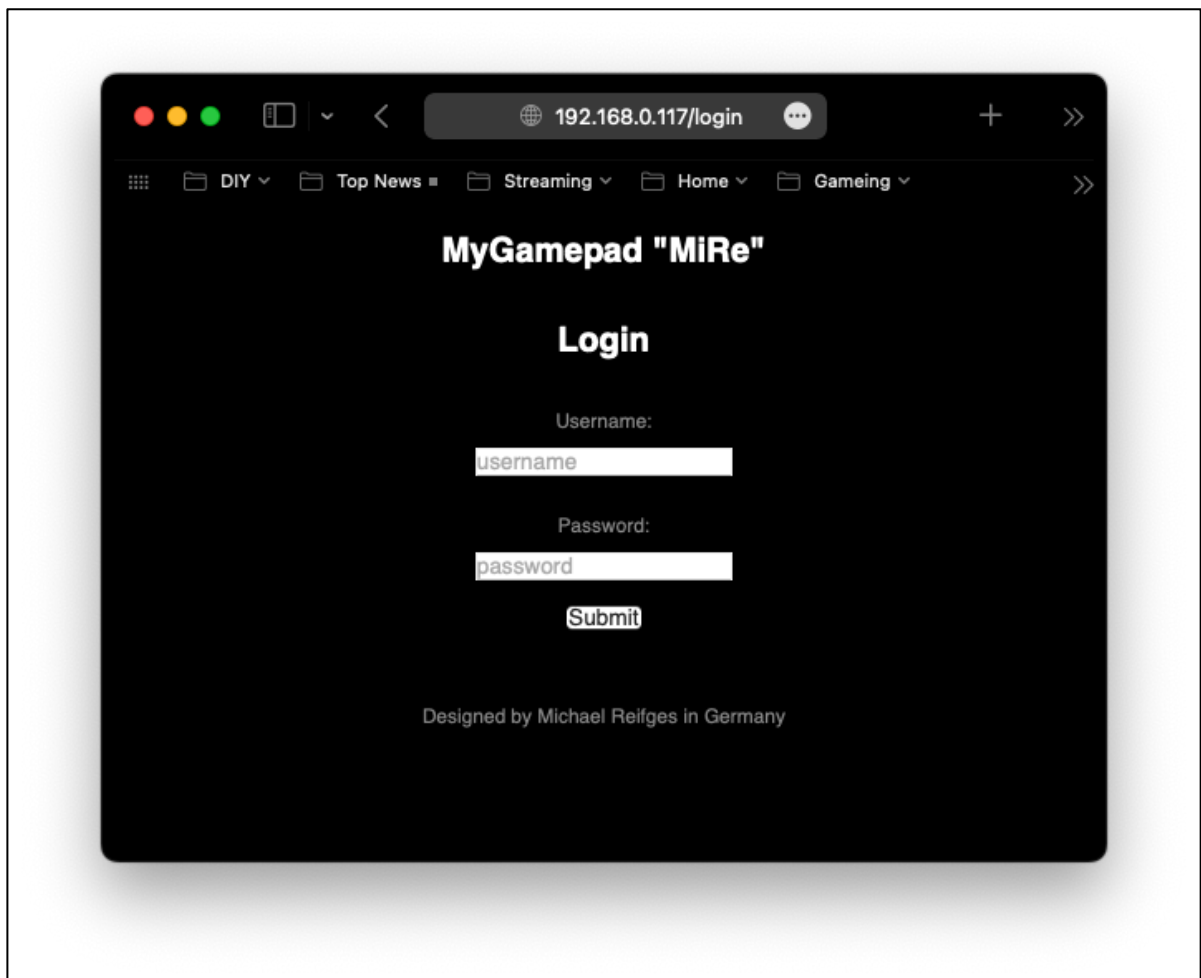 192.168.0.117/login
DIY Top News Streaming Home Gameing
MyGamepad "MiRe"
Login
Username:
username
Password:
password
Submit
Designed by Michael Reifges in Germany